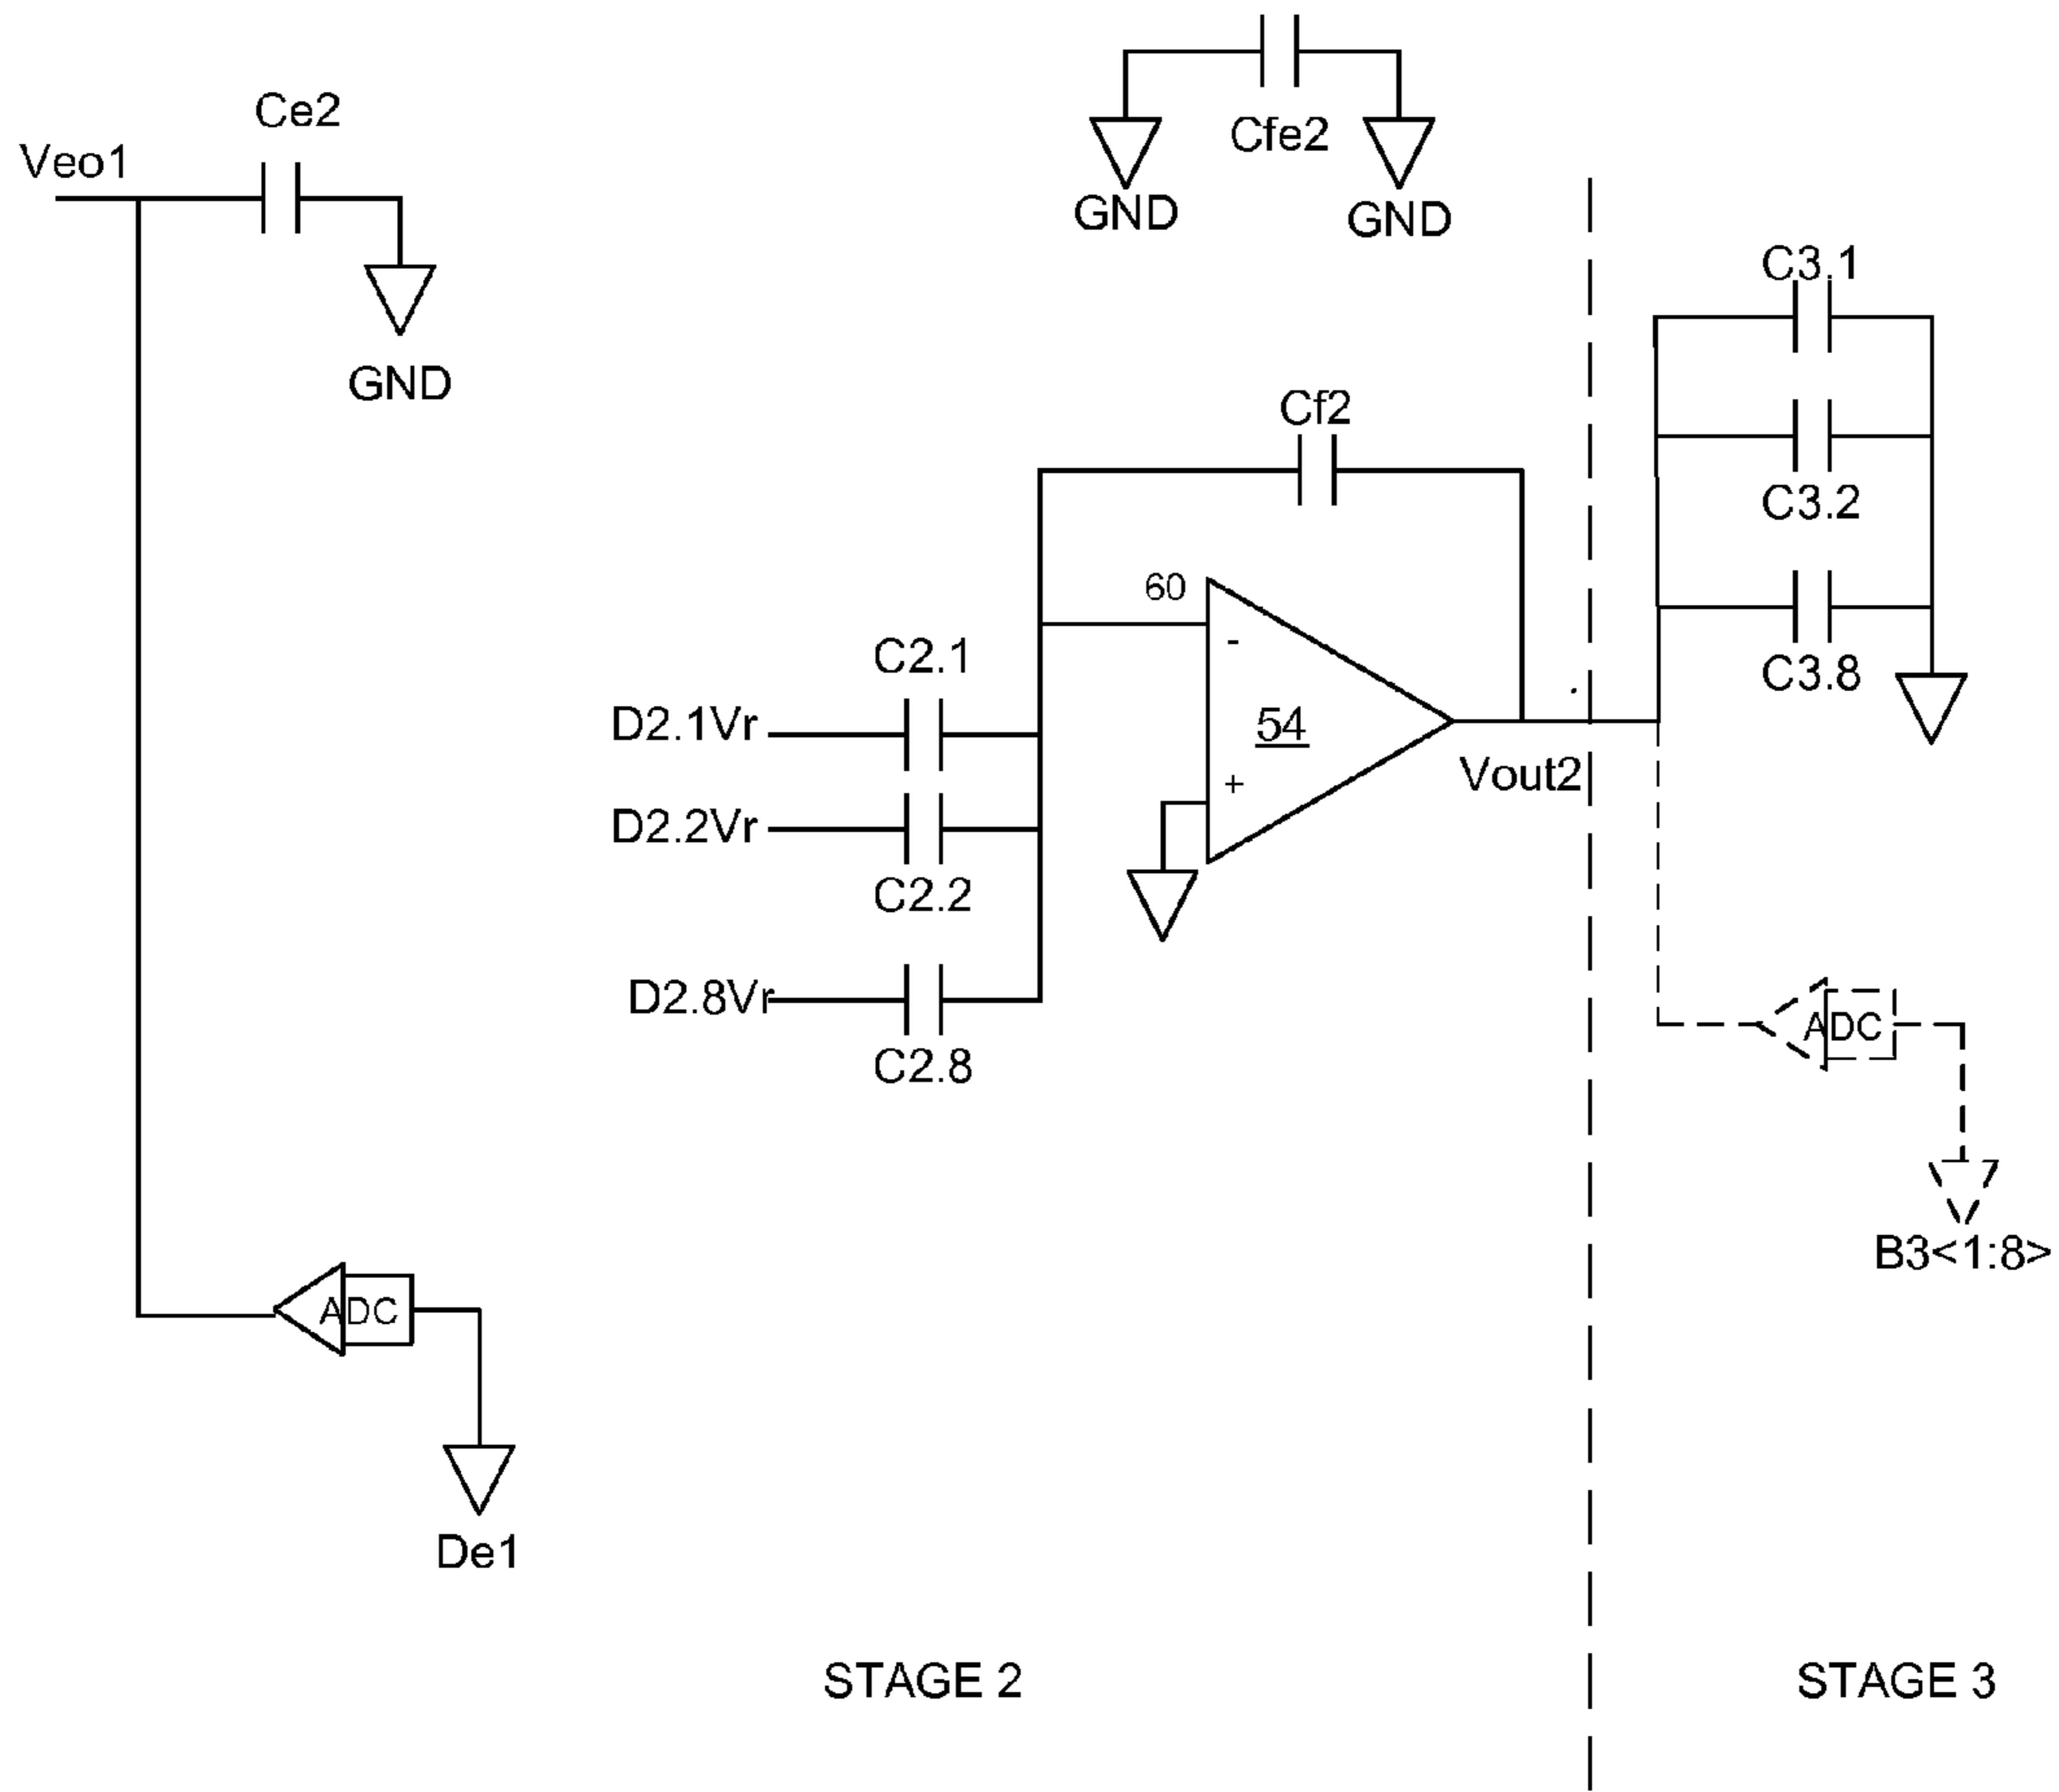 Ce2
Veo1
Cfe2
GND
GND
C3.1
GND
Cf2
C3.2
60
-
C2.1
C3.8
D2.1Vr
54
Vout2
+
D2.2Vr
C2.2
D2.8Vr
C2.8
ADC
B3<1:8>
ADC
De1
STAGE 2
STAGE 3